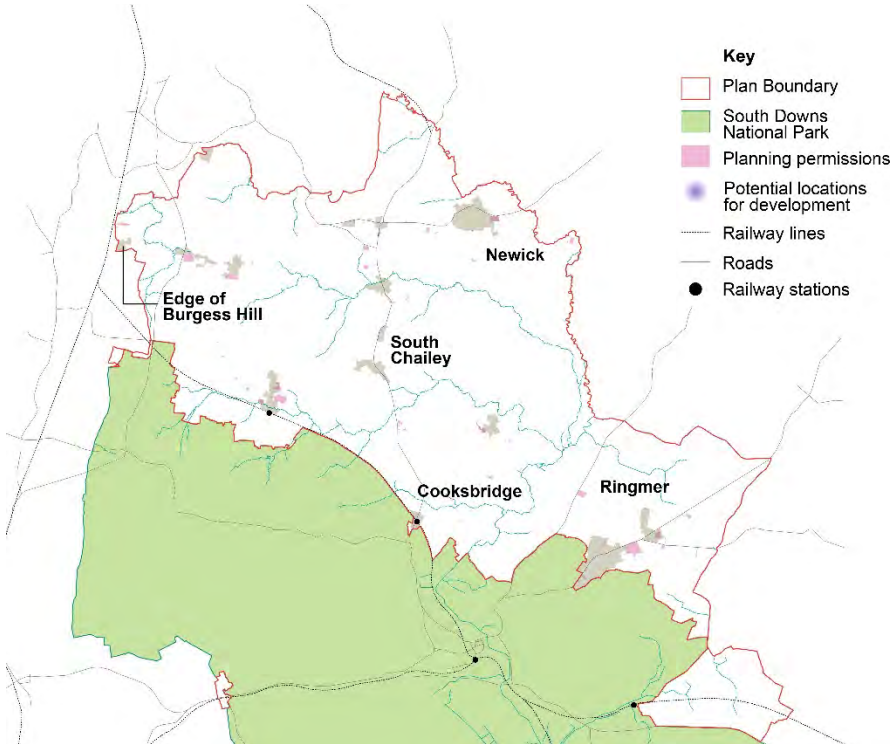 Key
Plan Boundary
South Downs
National Park
Planning permissions
Potential locations
for development
Railway lines
Roads
Railway stations
Newick
Edge of
Burgess Hill
South
Chailey
Cooksbridge
Ringmer